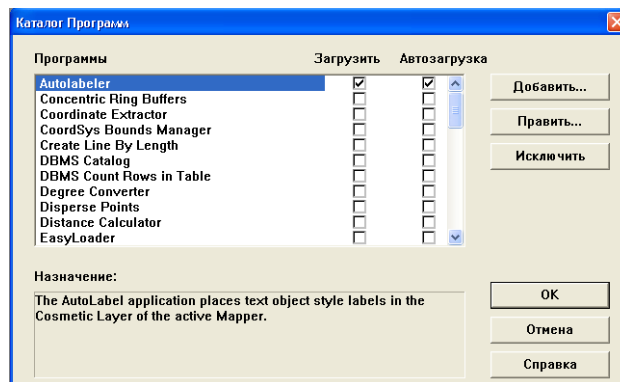 Каталог Программ
Программы Загрузить Автозагрузка
Autolabeler
Concentric Ring Buffers
Coordinate Extractor
CoordSys Bounds Manager
Create Line By Length
DBMS Catalog
DBMS Count Rows in Table
Degree Converter
Disperse Points
Distance Calculator
EasyLoader
Добавить...
Править...
Исключить
Назначение:
The AutoLabel application places text object style labels in the
Cosmetic Layer of the active Mapper.
OK
Отмена
Справка